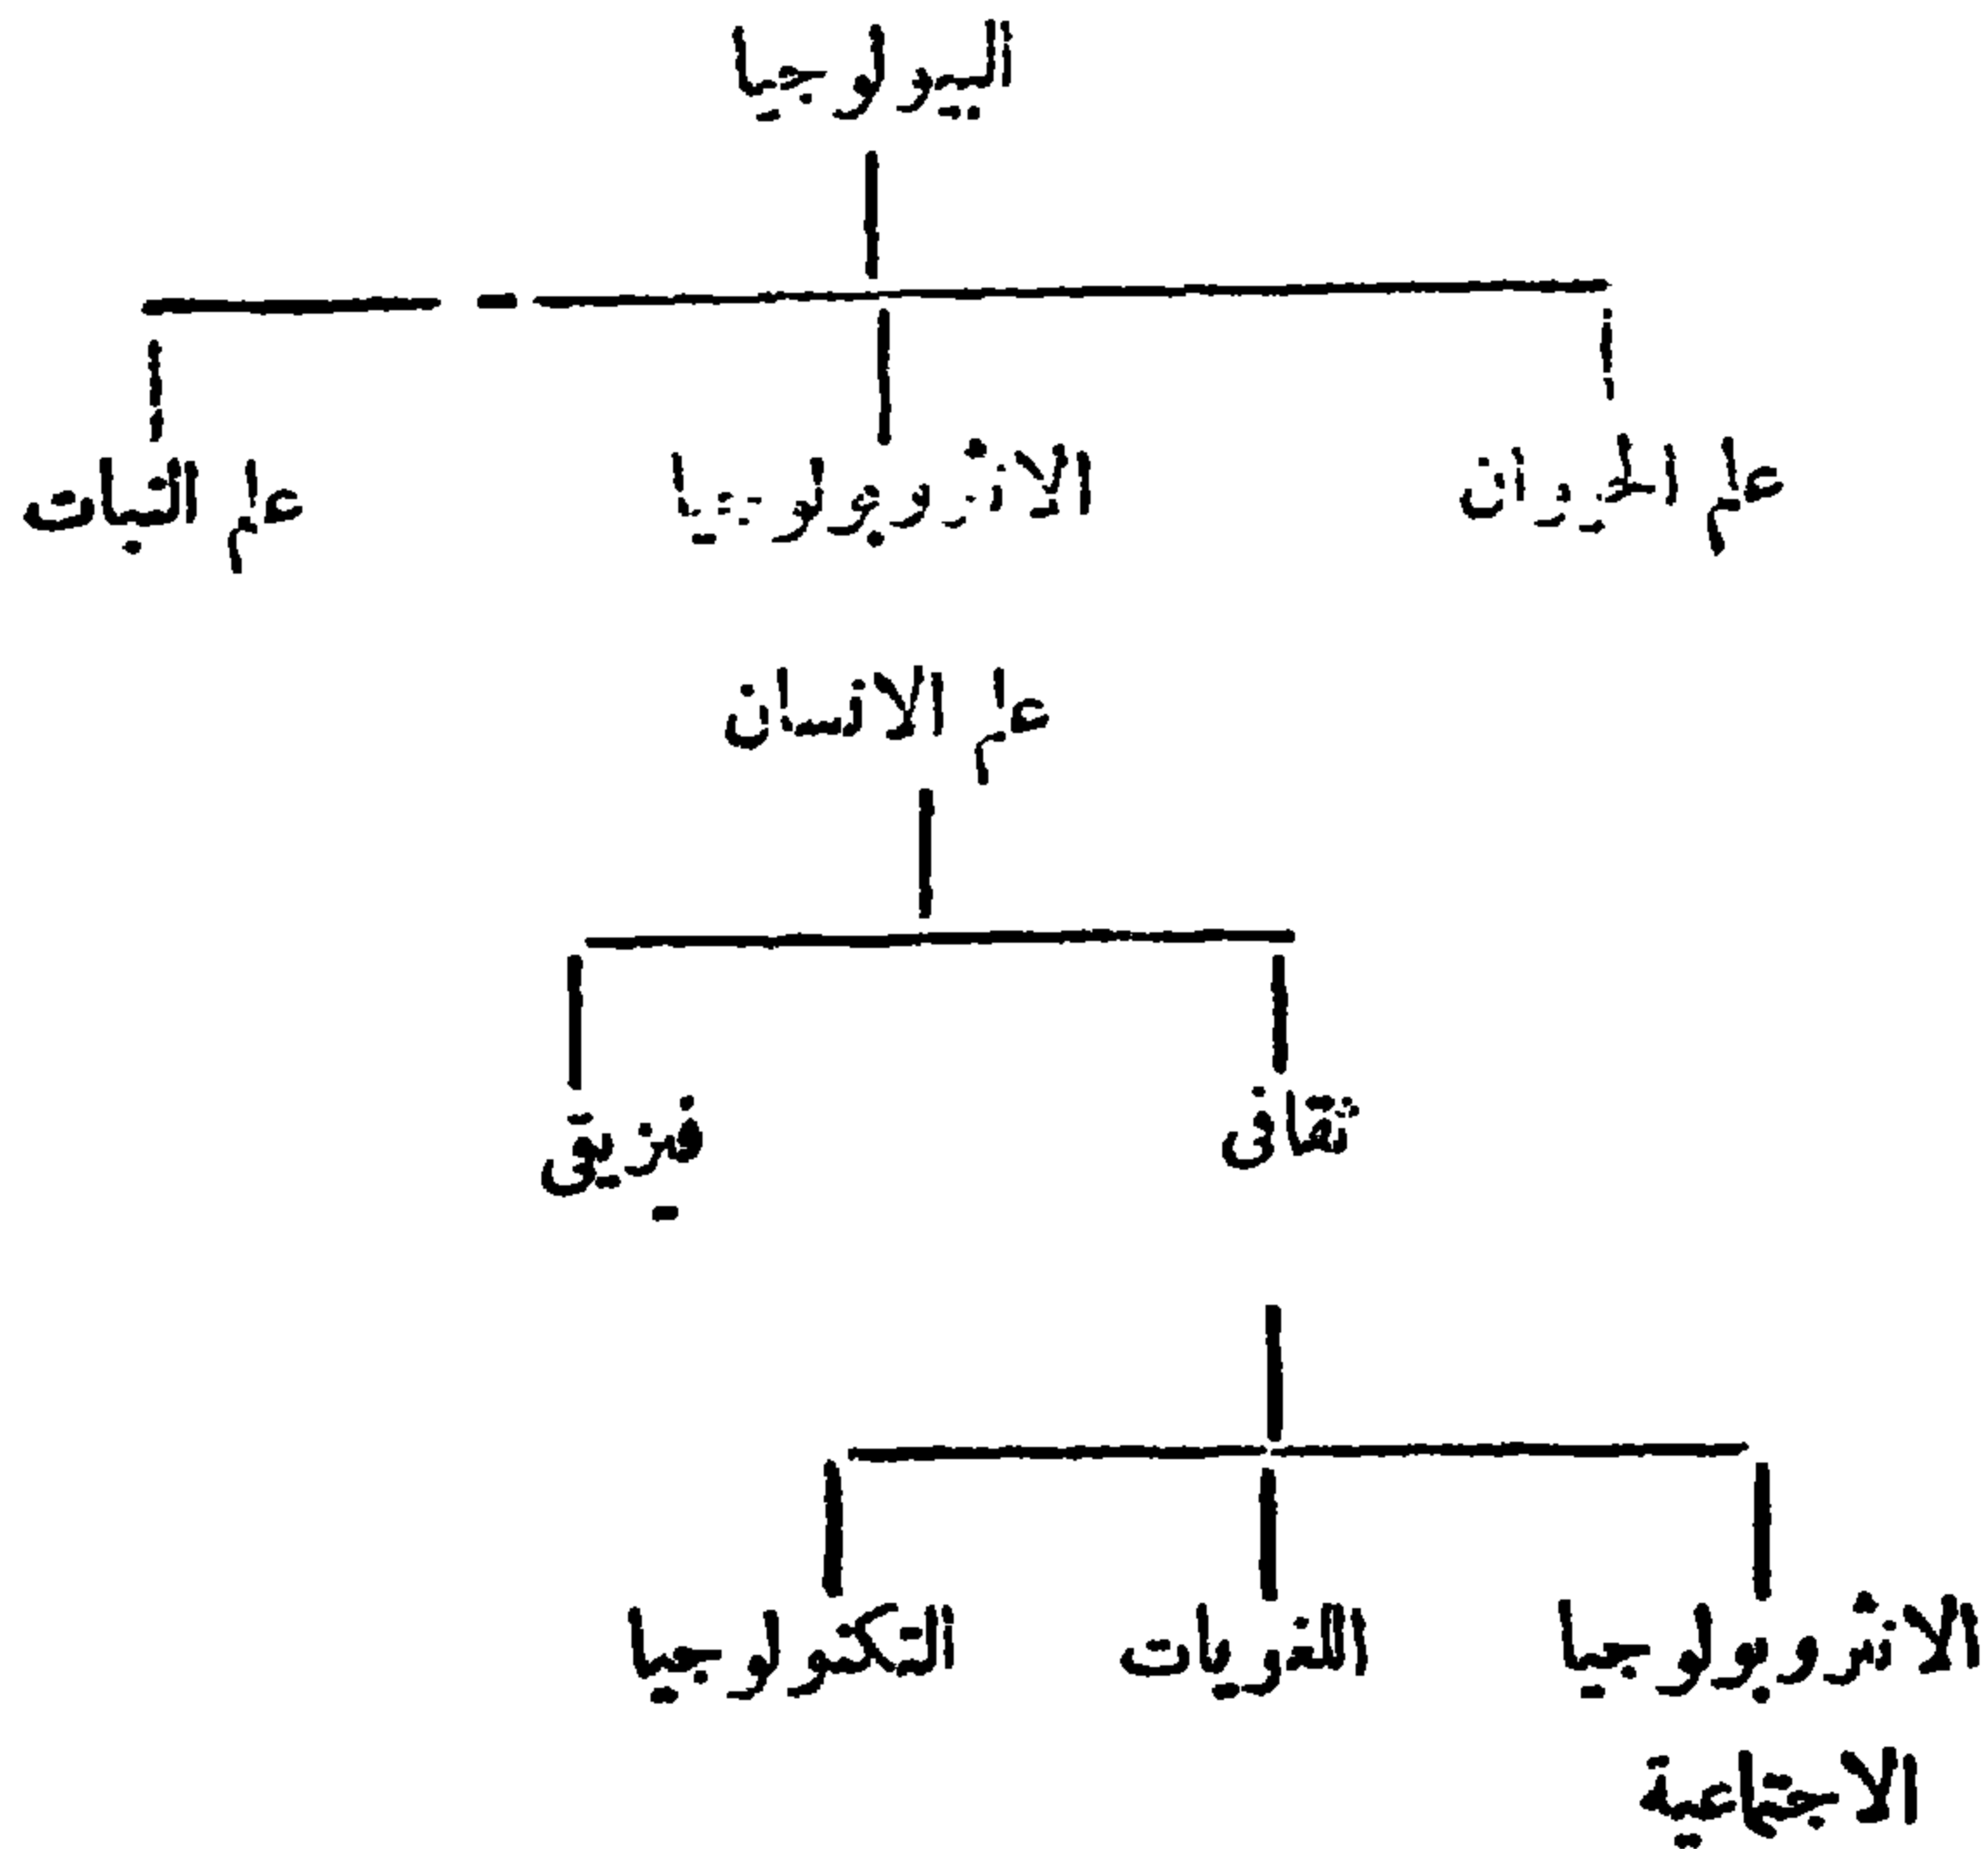 البيولوجيا
علم الحيوان الانثروبولوجيا علم النبات
علم الانسان
ثقافى فيزيقى
الانثروبولوجيا اللغويات التكنولوجيا
الاجتماعية